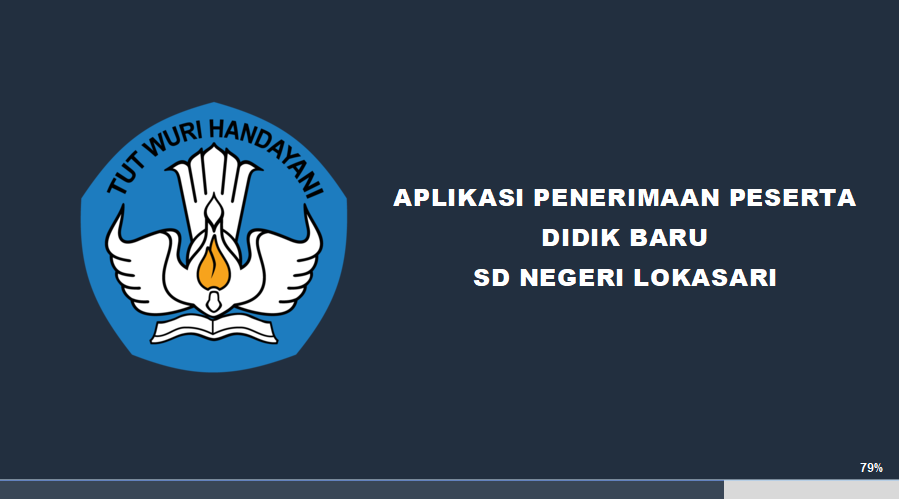 TUT WURI HANDAYANI
APLIKASI PENERIMAAN PESERTA
DIDIK BARU
SD NEGERI LOKASARI
79%